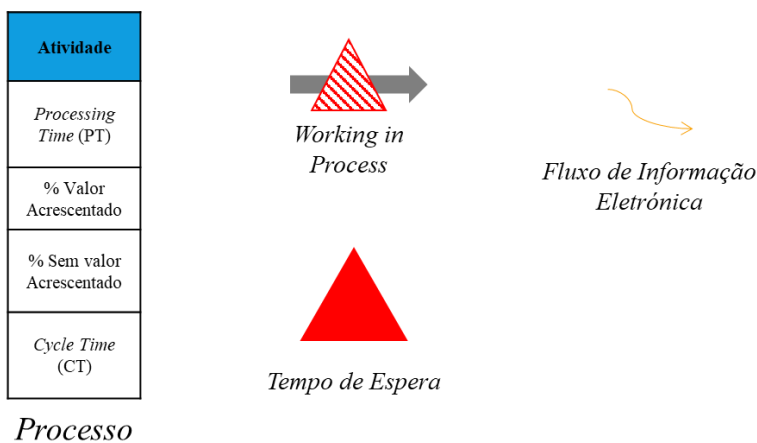 Atividade
Processing
Time (PT)
% Valor
Acrescentado
% Sem valor
Acrescentado
Cycle Time
(CT)
Processo
Working in
Process
Tempo de Espera
Fluxo de Informação
Eletrónica